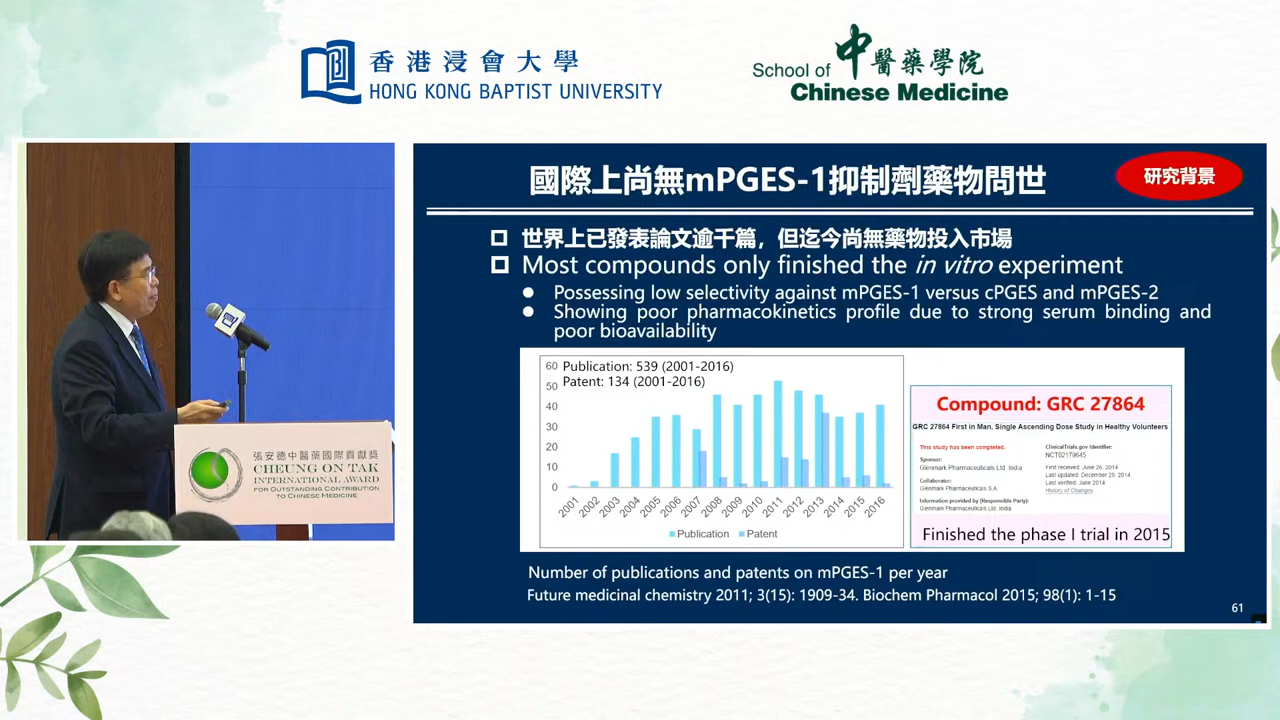 香港浸會大學
HONG KONG BAPTIST UNIVERSITY
School of 中醫藥學院
Chinese Medicine
張安德中醫藥國際貢獻獎
CHEUNG ON TAK
INTERNATIONAL AWARD
FOR OUTSTANDING CONTRIBUTION
TO CHINESE MEDICINE
國際上尚無mPGES-1抑制劑藥物問世
研究背景
世界上已發表論文逾千篇，但迄今尚無藥物投入市場
Most compounds only finished the in vitro experiment
Possessing low selectivity against mPGES-1 versus cPGES and mPGES-2
Showing poor pharmacokinetics profile due to strong serum binding and
poor bioavailability
Publication: 539 (2001-2016)
Patent: 134 (2001-2016)
60
50
40
30
20
10
0
2001 2002 2003 2004 2005 2006 2007 2008 2009 2010 2011 2012 2013 2014 2015 2016
Publication Patent
Compound: GRC 27864
GRC 27864 First in Man, Single Ascending Dose Study in Healthy Volunteers
This study has been completed.
Sponsor:
Glenmark Pharmaceuticals Ltd. India
Collaborator:
Glenmark Pharmaceuticals S.A.
Information provided by (Responsible Party):
Glenmark Pharmaceuticals Ltd. India
ClinicalTrials.gov Identifier:
NCT02179645
First received: June 26, 2014
Last updated: December 29, 2014
Last verified: June 2014
History of Changes
Finished the phase I trial in 2015
Number of publications and patents on mPGES-1 per year
Future medicinal chemistry 2011; 3(15): 1909-34. Biochem Pharmacol 2015; 98(1): 1-15
61